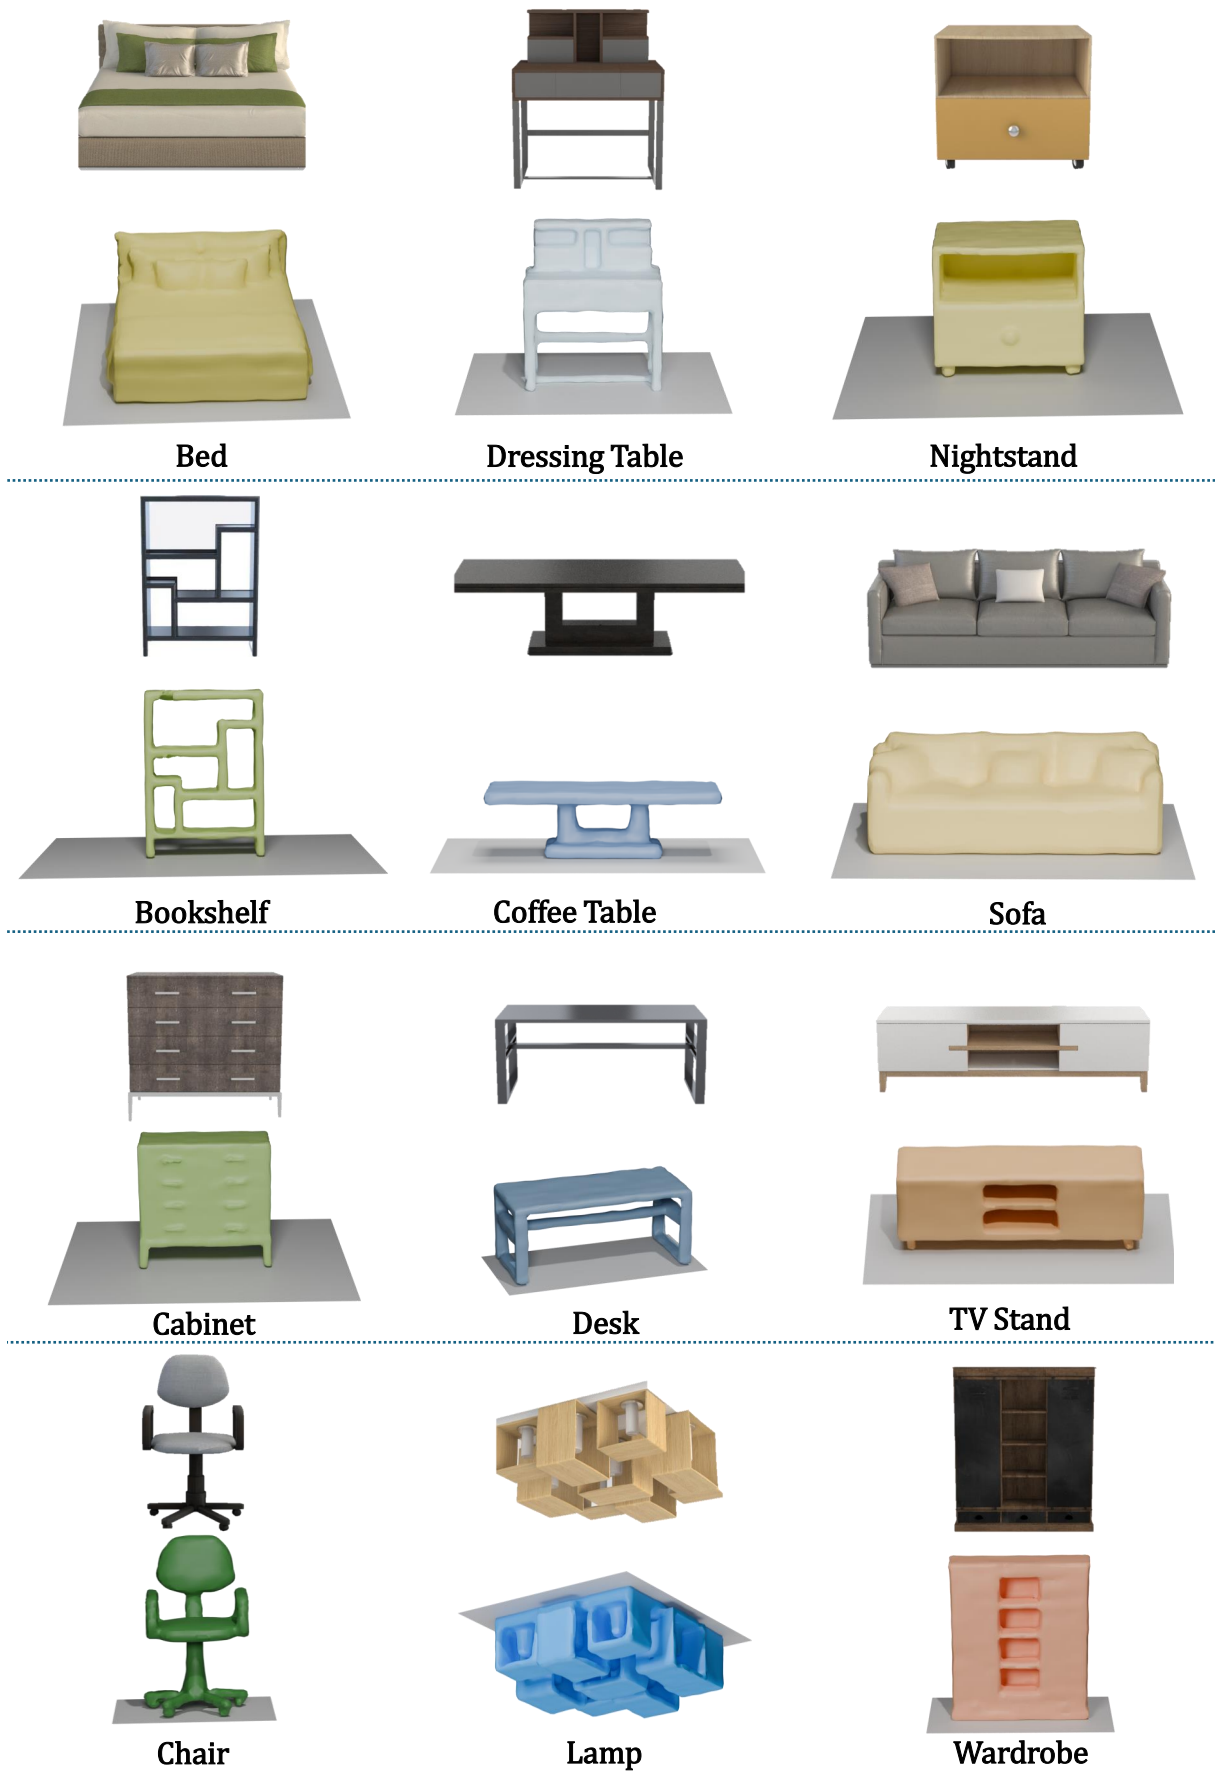 Bed
Dressing Table
Nightstand
Bookshelf
Coffee Table
Sofa
Cabinet
Desk
TV Stand
Chair
Lamp
Wardrobe